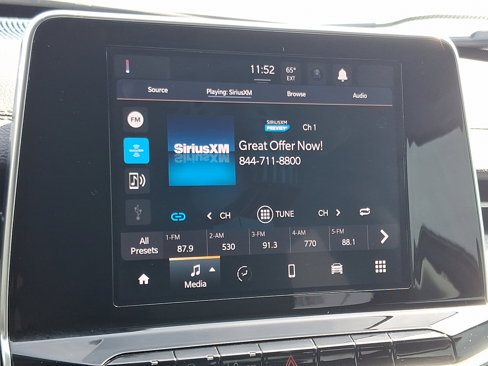 11:52
65°
EXT
Source
Playing: SiriusXM
Browse
Audio
FM
SiriusXM
SIRIUSXM
PREVIEW
Ch 1
Great Offer Now!
844-711-8800
CH
TUNE
CH
All
Presets
1-FM
87.9
2-AM
530
3-FM
91.3
4-AM
770
5-FM
88.1
Media